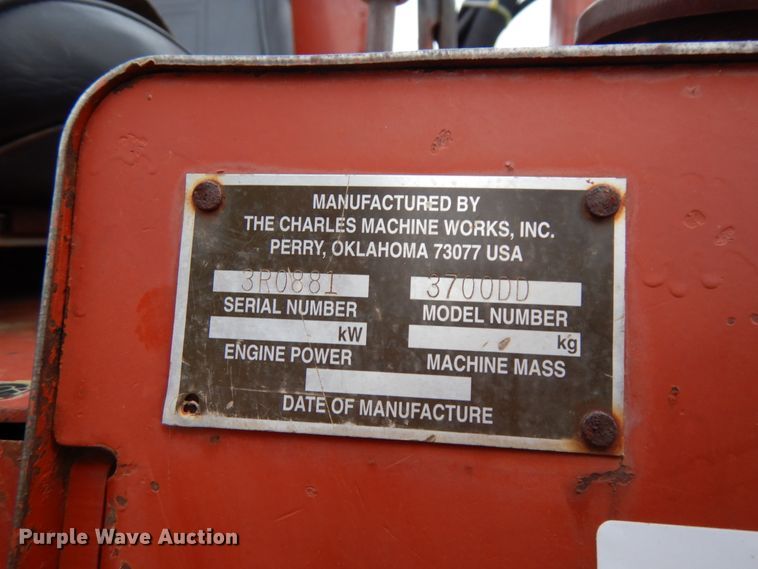 MANUFACTURED BY
THE CHARLES MACHINE WORKS, INC.
PERRY, OKLAHOMA 73077 USA
3R0881 3700DD
SERIAL NUMBER MODEL NUMBER
kW kg
ENGINE POWER MACHINE MASS
DATE OF MANUFACTURE
Purple Wave Auction